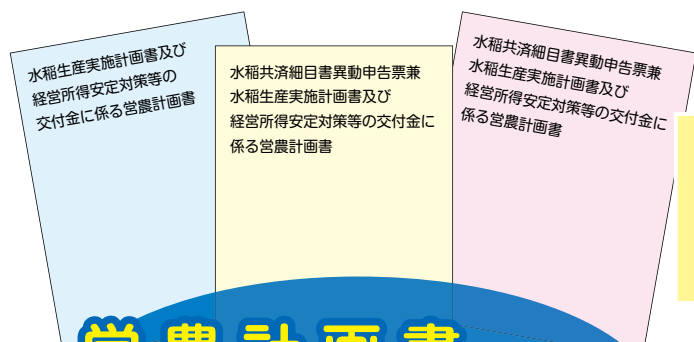 水稲生産実施計画書及び
経営所得安定対策等の
交付金に係る営農計画書
水稲共済細目書異動申告票兼
水稲生産実施計画書及び
経営所得安定対策等の交付金に
係る営農計画書
水稲共済細目書異動申告票兼
水稲生産実施計画書及び
経営所得安定対策等の交付金に
係る営農計画書
営農計画書